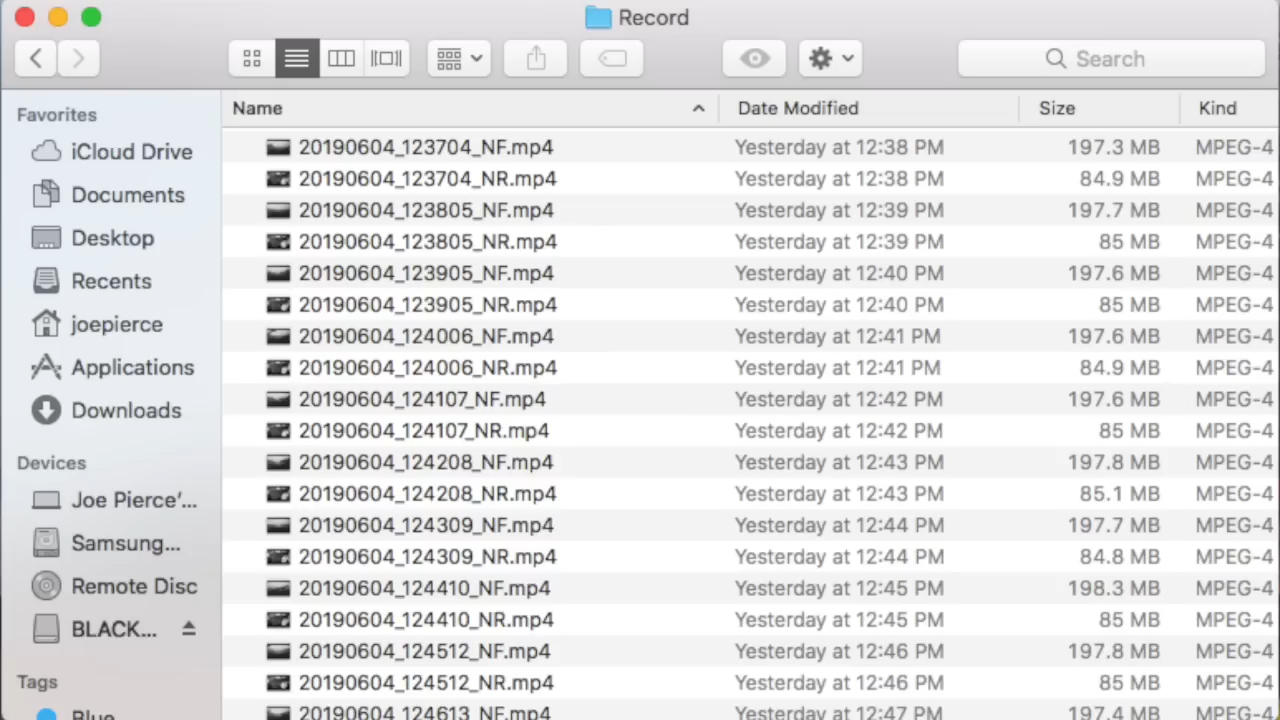 Record
Search
Favorites
iCloud Drive
Documents
Desktop
Recents
joepierce
Applications
Downloads
Devices
Joe Pierce’...
Samsung...
Remote Disc
BLACK...
Tags
Blue
Name Date Modified Size Kind
20190604_123704_NF.mp4 Yesterday at 12:38 PM 197.3 MB MPEG-4
20190604_123704_NR.mp4 Yesterday at 12:38 PM 84.9 MB MPEG-4
20190604_123805_NF.mp4 Yesterday at 12:39 PM 197.7 MB MPEG-4
20190604_123805_NR.mp4 Yesterday at 12:39 PM 85 MB MPEG-4
20190604_123905_NF.mp4 Yesterday at 12:40 PM 197.6 MB MPEG-4
20190604_123905_NR.mp4 Yesterday at 12:40 PM 85 MB MPEG-4
20190604_124006_NF.mp4 Yesterday at 12:41 PM 197.6 MB MPEG-4
20190604_124006_NR.mp4 Yesterday at 12:41 PM 84.9 MB MPEG-4
20190604_124107_NF.mp4 Yesterday at 12:42 PM 197.6 MB MPEG-4
20190604_124107_NR.mp4 Yesterday at 12:42 PM 85 MB MPEG-4
20190604_124208_NF.mp4 Yesterday at 12:43 PM 197.8 MB MPEG-4
20190604_124208_NR.mp4 Yesterday at 12:43 PM 85.1 MB MPEG-4
20190604_124309_NF.mp4 Yesterday at 12:44 PM 197.7 MB MPEG-4
20190604_124309_NR.mp4 Yesterday at 12:44 PM 84.8 MB MPEG-4
20190604_124410_NF.mp4 Yesterday at 12:45 PM 198.3 MB MPEG-4
20190604_124410_NR.mp4 Yesterday at 12:45 PM 85 MB MPEG-4
20190604_124512_NF.mp4 Yesterday at 12:46 PM 197.8 MB MPEG-4
20190604_124512_NR.mp4 Yesterday at 12:46 PM 85 MB MPEG-4
20190604_124613_NF.mp4 Yesterday at 12:47 PM 197.4 MB MPEG-4